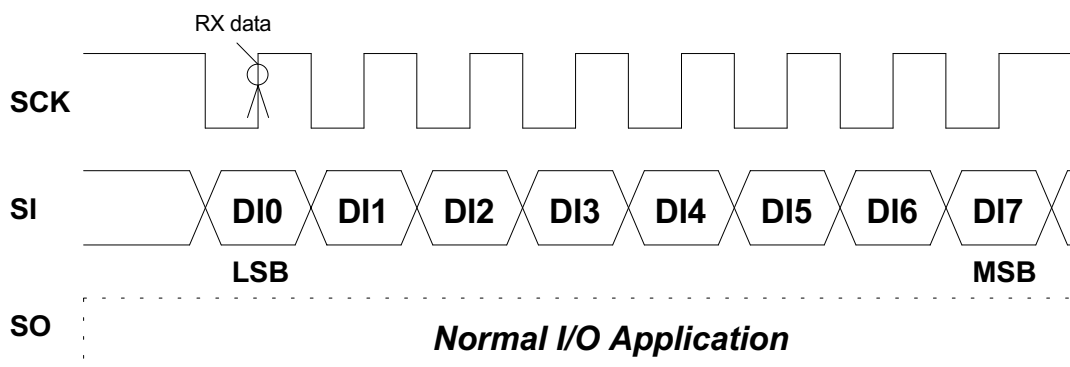 RX data
SCK
SI DI0 DI1 DI2 DI3 DI4 DI5 DI6 DI7
LSB MSB
SO Normal I/O Application